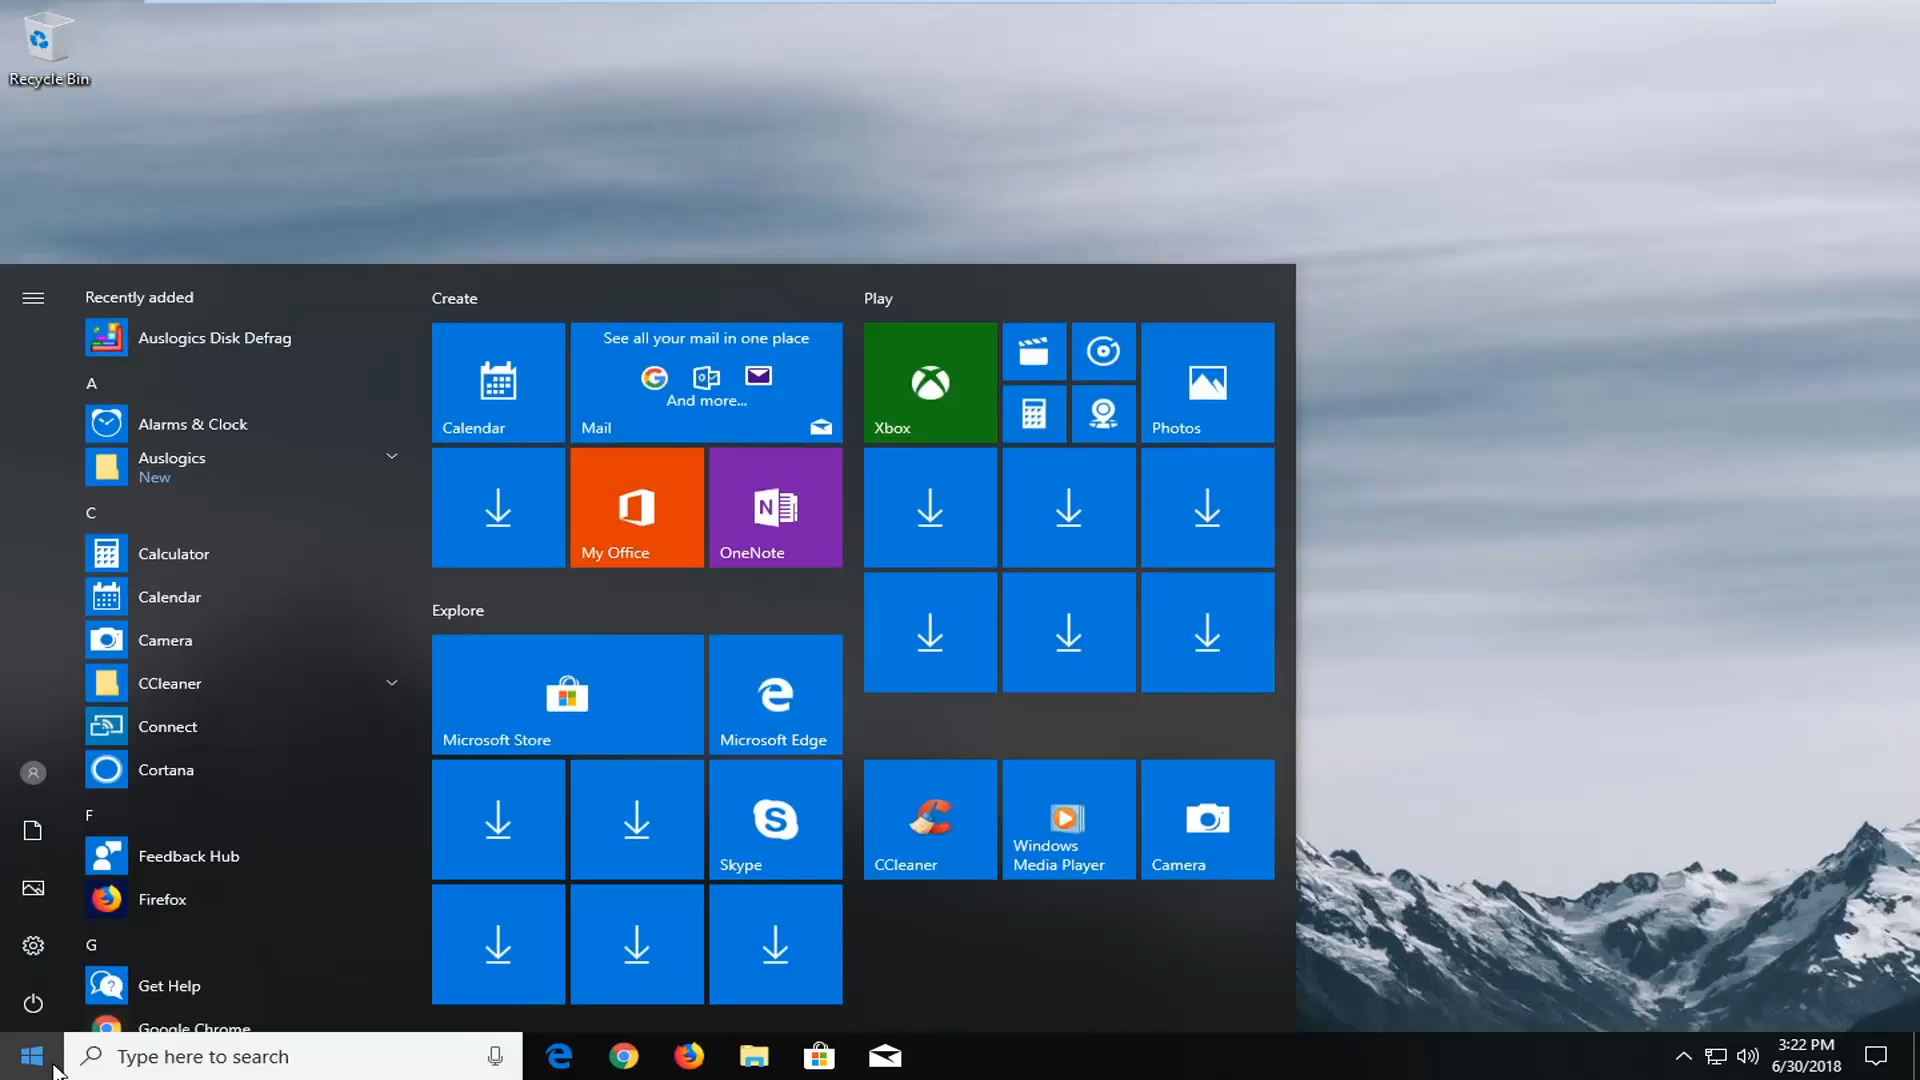 Recycle Bin
Recently added
Auslogics Disk Defrag
A
Alarms & Clock
Auslogics
New
C
Calculator
Calendar
Camera
CCleaner
Connect
Cortana
F
Feedback Hub
Firefox
G
Get Help
Google Chrome
Create
Calendar
See all your mail in one place
And more...
Mail
My Office
OneNote
Explore
Microsoft Store
Microsoft Edge
Skype
Play
Xbox
Photos
CCleaner
Windows
Media Player
Camera
Type here to search
3:22 PM
6/30/2018